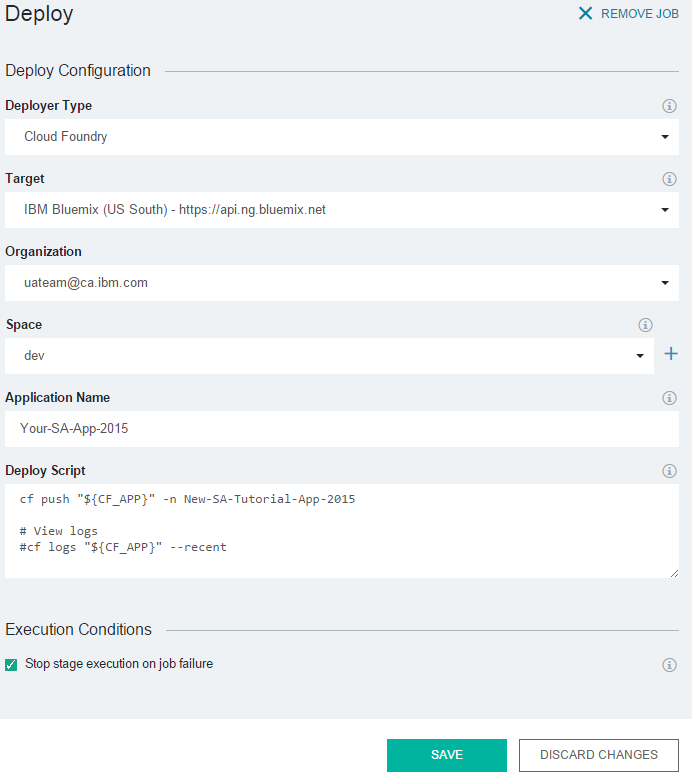 Deploy
REMOVE JOB
Deploy Configuration
Deployer Type
Cloud Foundry
Target
IBM Bluemix (US South) - https://api.ng.bluemix.net
Organization
uateam@ca.ibm.com
Space
dev
Application Name
Your-SA-App-2015
Deploy Script
cf push "${CF_APP}" -n New-SA-Tutorial-App-2015
# View logs
#cf logs "${CF_APP}" --recent
Execution Conditions
Stop stage execution on job failure
SAVE
DISCARD CHANGES